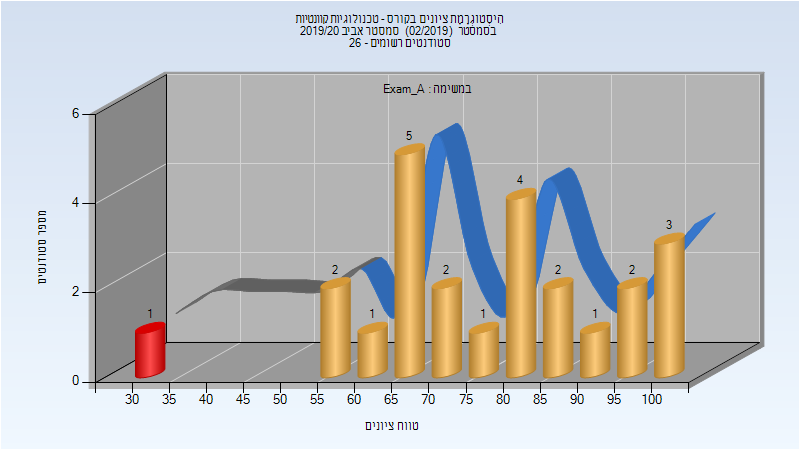 היסטוגרמת ציונים בקורס - טכנולוגיות קוונטיות
בסמסטר (02/2019) סמסטר אביב 2019/20
סטודנטים רשומים - 26
במשימה : Exam_A
מספר סטודנטים
6
4
2
0
1
2
1
5
2
1
4
2
1
2
3
30 35 40 45 50 55 60 65 70 75 80 85 90 95 100
טווח ציונים